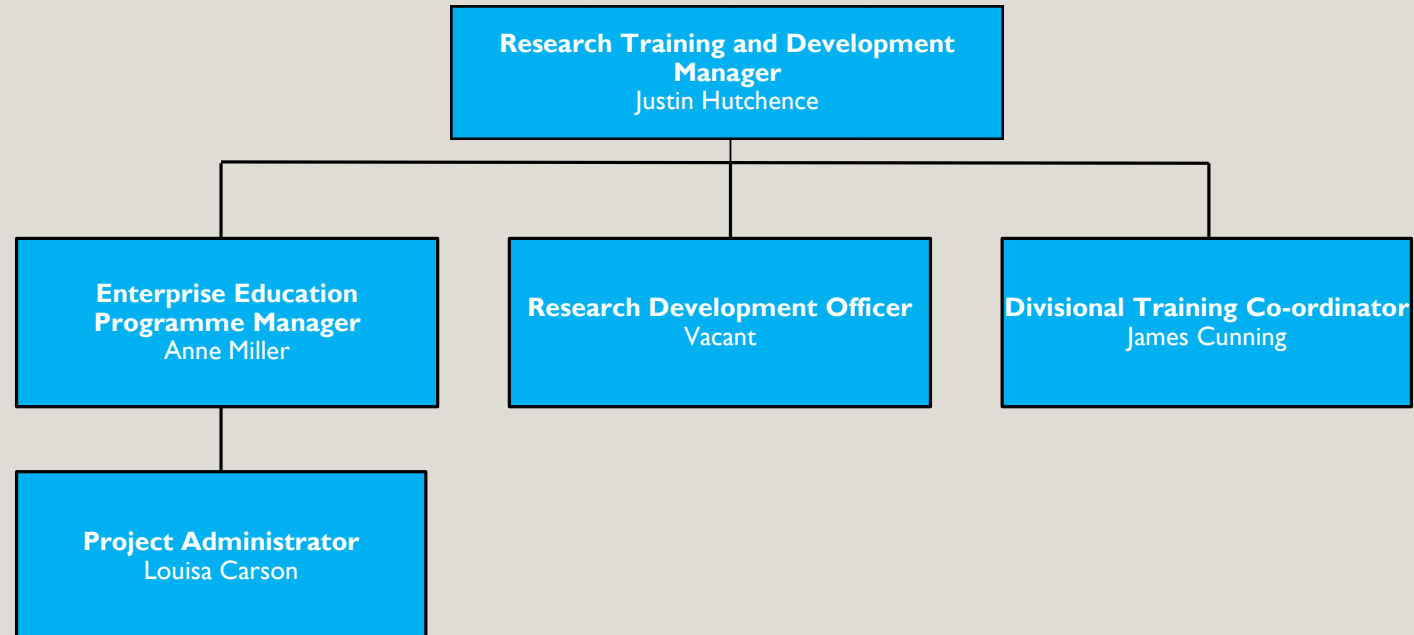 Research Training and Development
Manager
Justin Hutchence
Enterprise Education
Programme Manager
Anne Miller
Research Development Officer
Vacant
Divisional Training Co-ordinator
James Cunning
Project Administrator
Louisa Carson